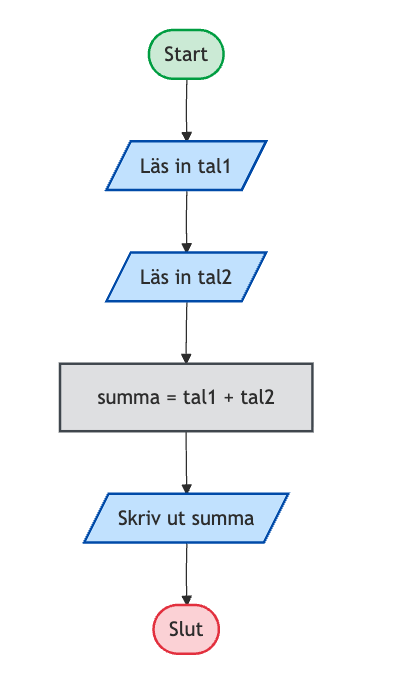 Start
Läs in tal1
Läs in tal2
summa = tal1 + tal2
Skriv ut summa
Slut